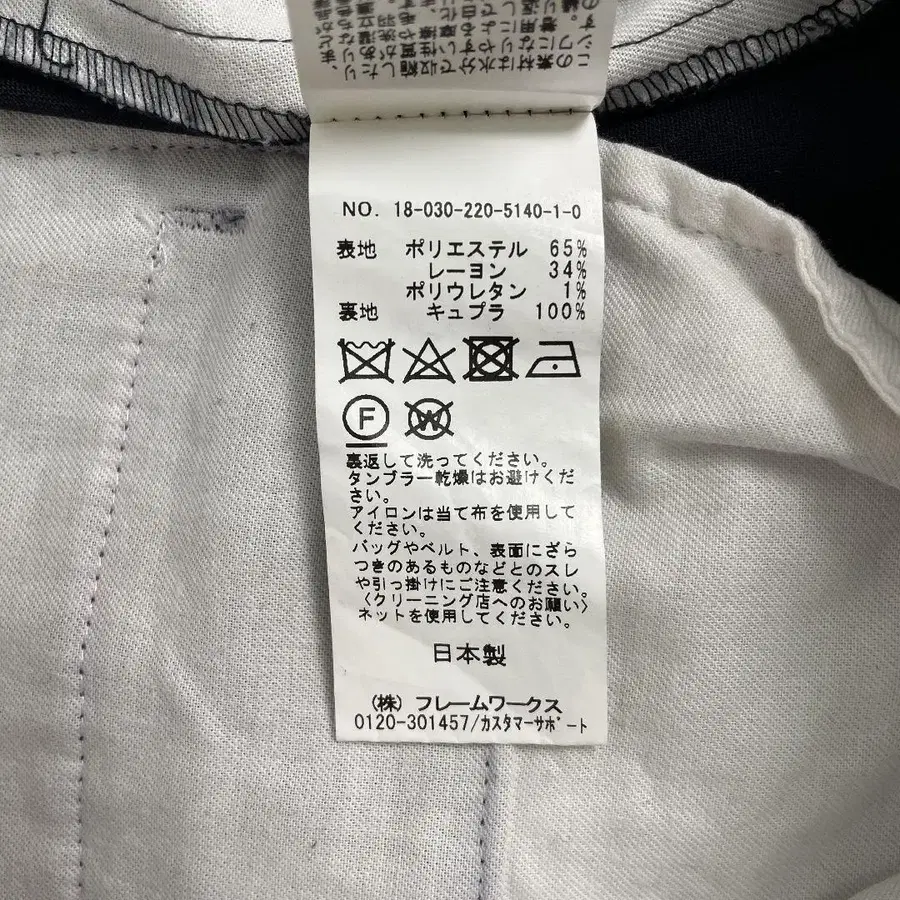 NO. 18-030-220-5140-1-0
表地 ポリエステル 65%
レーヨン 34%
ポリウレタン 1%
裏地 キュプラ 100%
F W
裏返して洗ってください。
タンブラー乾燥はお避けくだ
さい。
アイロンは当て布を使用して
ください。
バッグやベルト、表面にざら
つきのあるものなどとのスレ
や引っ掛けにご注意ください。
〈クリーニング店へのお願い〉
ネットを使用してください。
日本製
(株) フレームワークス
0120-301457/カスタマーサポート